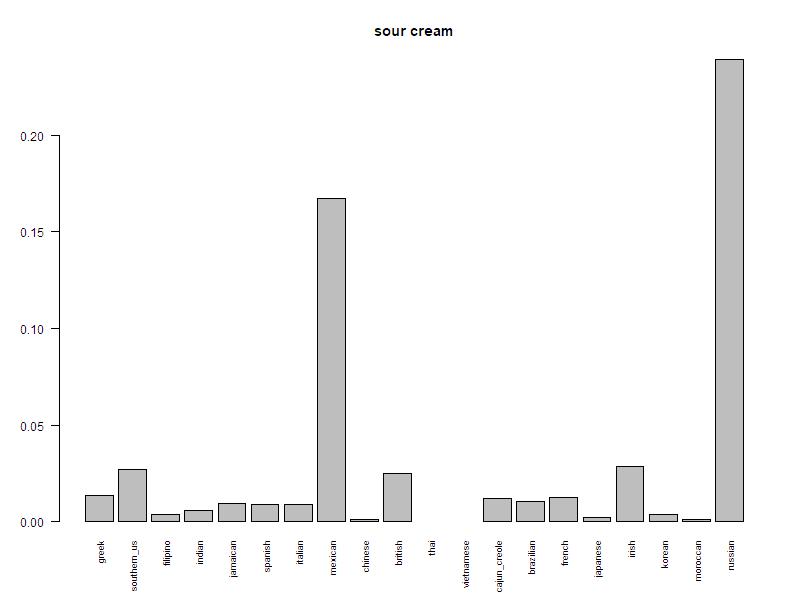 sour cream
0.20
0.15
0.10
0.05
0.00
greek
southern_us
filipino
indian
jamaican
spanish
italian
mexican
chinese
british
thai
vietnamese
cajun_creole
brazilian
french
japanese
irish
korean
moroccan
russian